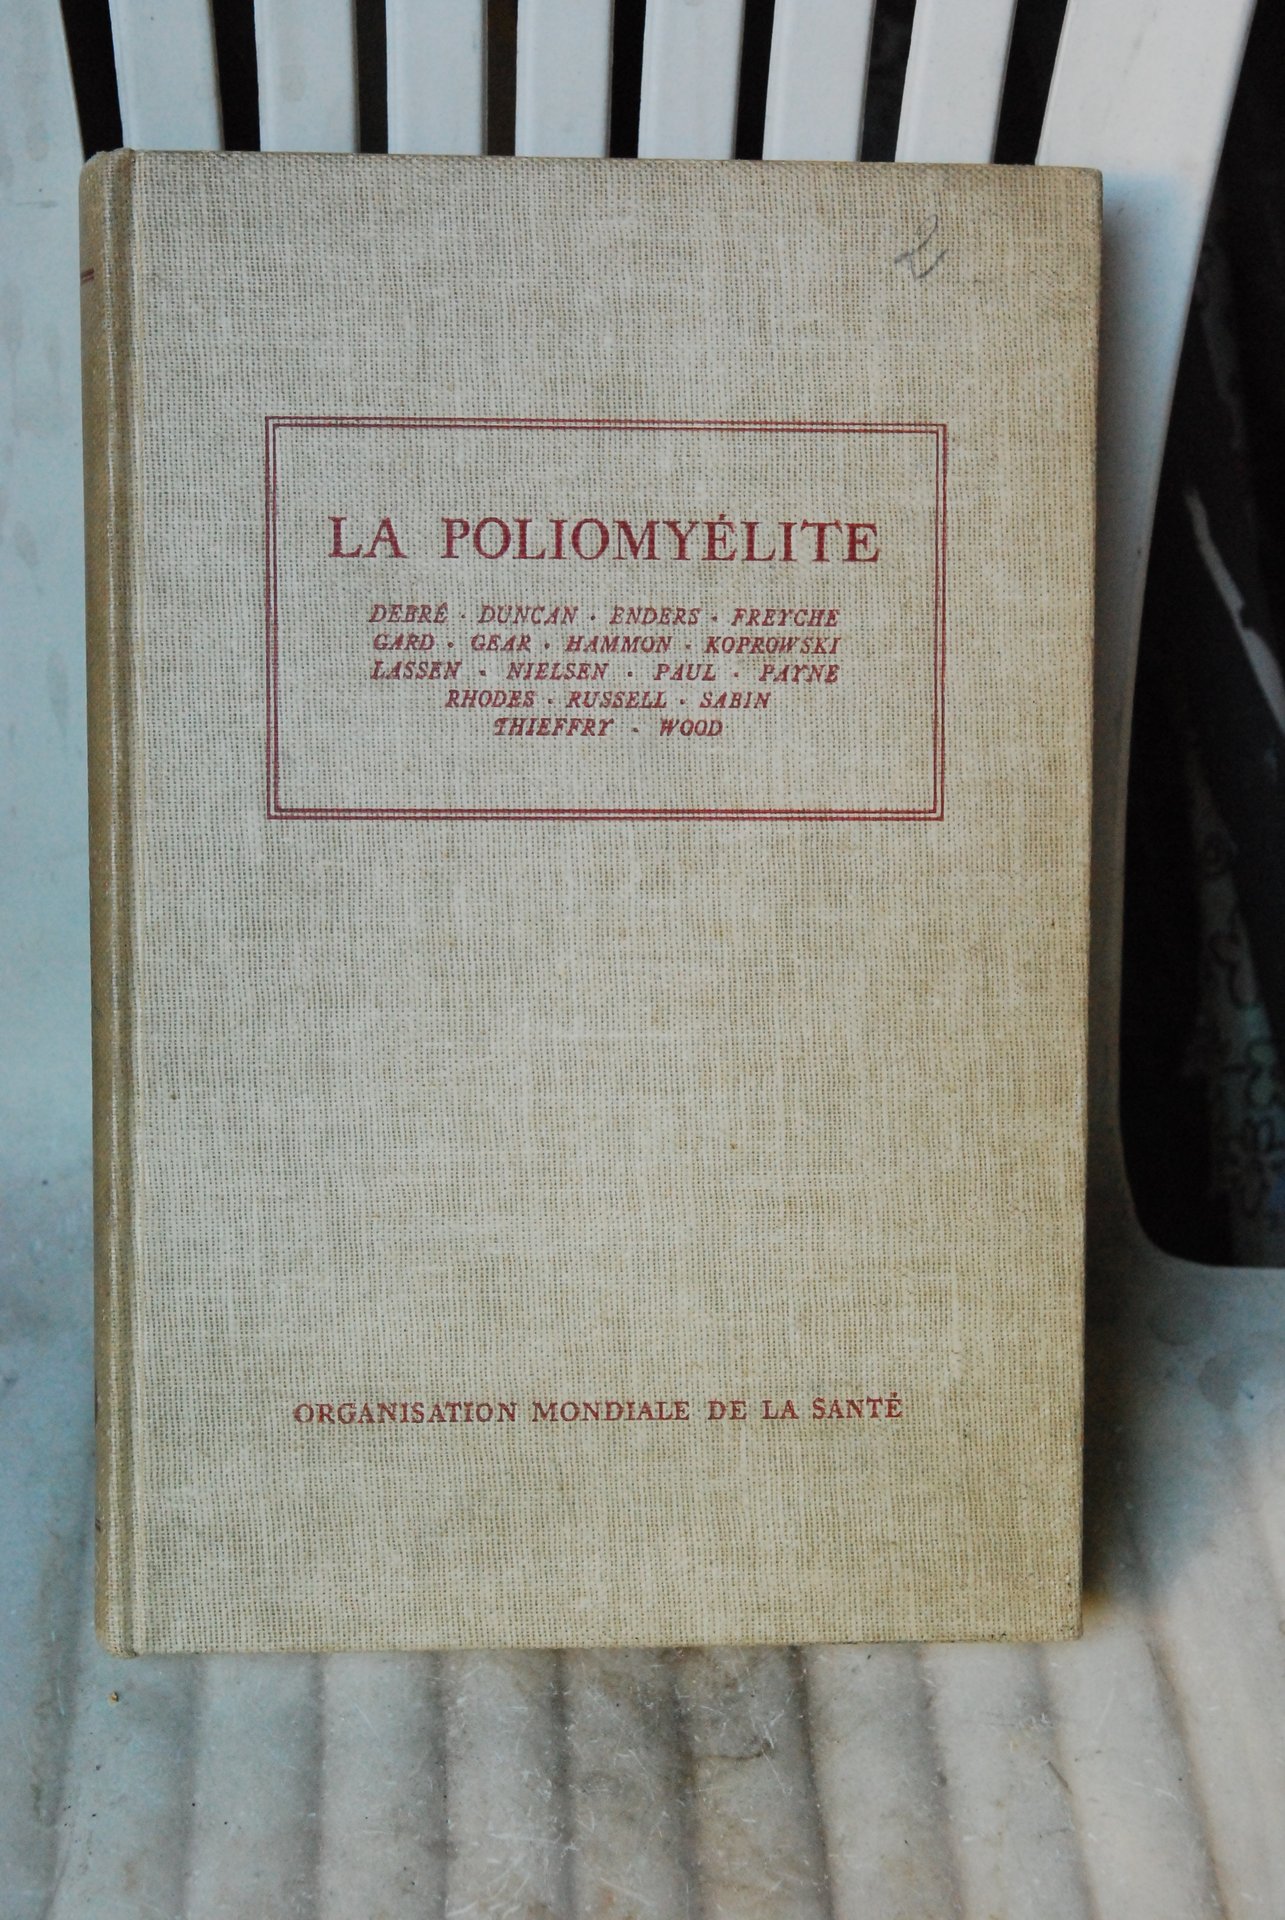 2
LA POLIOMYÉLITE
DEBRÉ · DUNCAN · ENDERS · FREYCHE
GARD · GEAR · HAMMON · KOPROWSKI
LASSEN · NIELSEN · PAUL · PAYNE
RHODES · RUSSELL · SABIN
THIEFFRY · WOOD
ORGANISATION MONDIALE DE LA SANTÉ